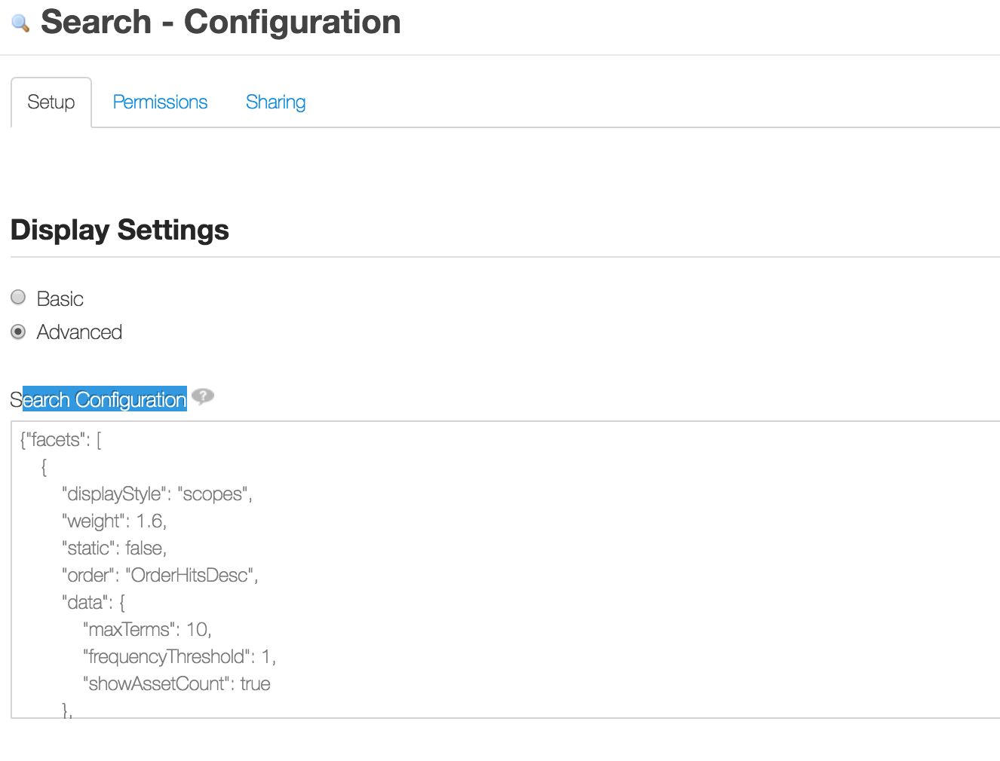 Search - Configuration
Setup Permissions Sharing
Display Settings
Basic
Advanced
Search Configuration ?
{"facets": [
{
"displayStyle": "scopes",
"weight": 1.6,
"static": false,
"order": "OrderHitsDesc",
"data": {
"maxTerms": 10,
"frequencyThreshold": 1,
"showAssetCount": true
},